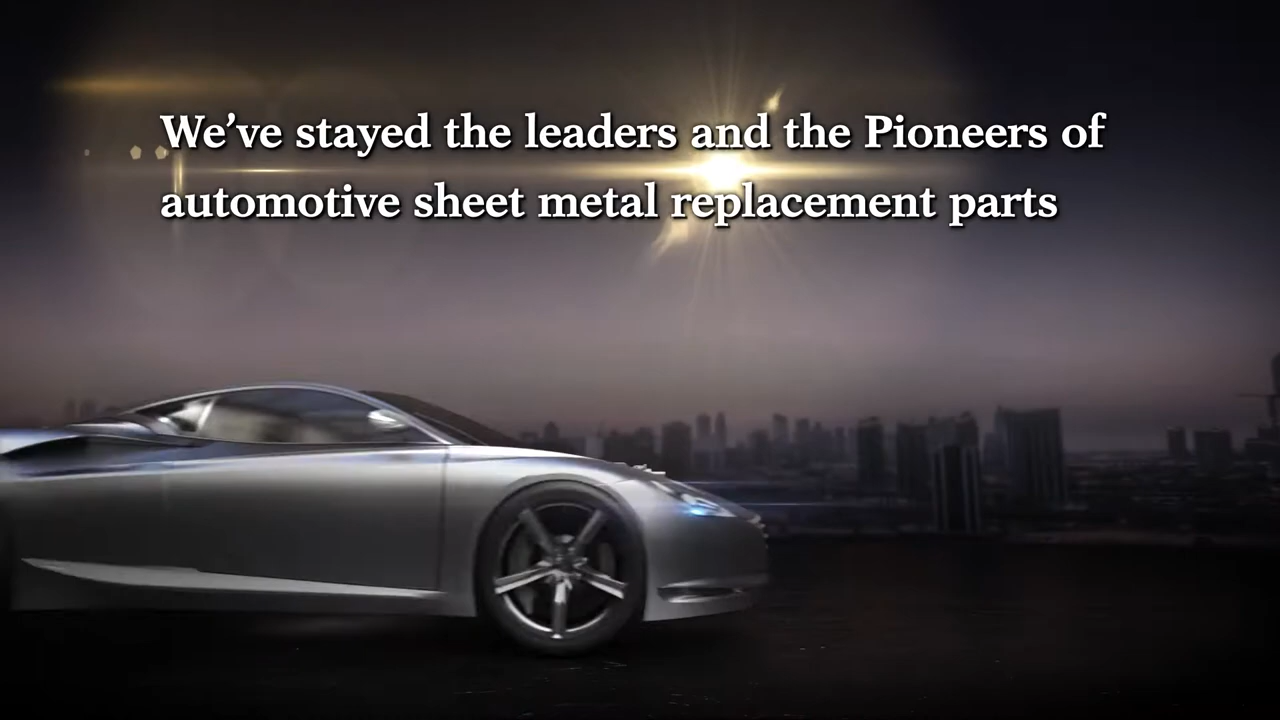 We’ve stayed the leaders and the Pioneers of
automotive sheet metal replacement parts